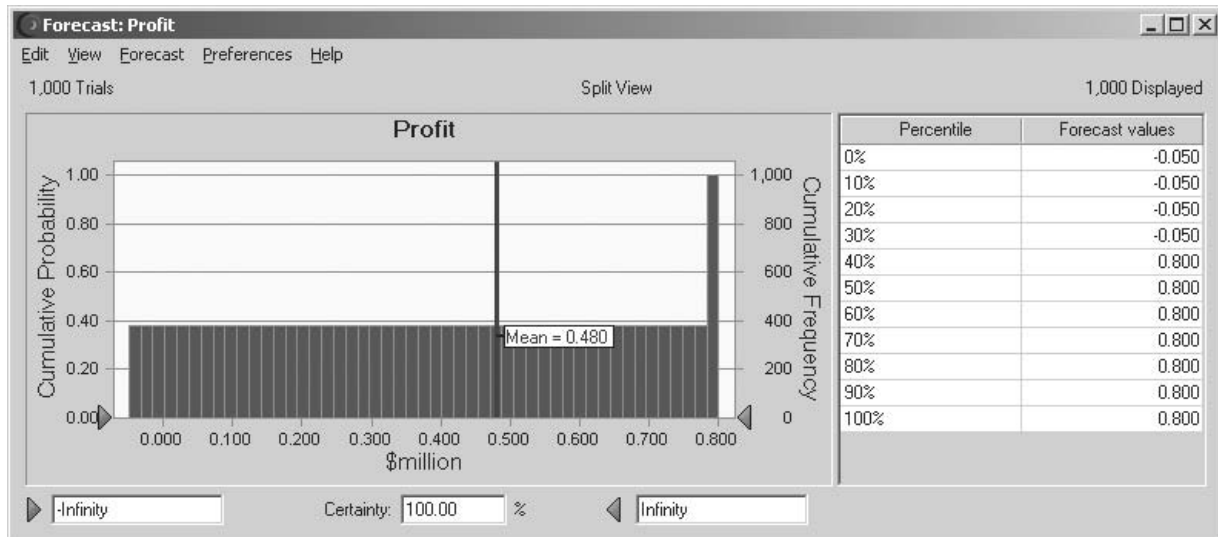 Forecast: Profit
Edit View Forecast Preferences Help
1,000 Trials Split View 1,000 Displayed
Profit
Cumulative Probability
1.00
0.80
0.60
0.40
0.20
0.00
Mean = 0.480
1,000
800
600
400
200
0
Cumulative Frequency
0.000 0.100 0.200 0.300 0.400 0.500 0.600 0.700 0.800
$million
Percentile Forecast values
0% -0.050
10% -0.050
20% -0.050
30% -0.050
40% 0.800
50% 0.800
60% 0.800
70% 0.800
80% 0.800
90% 0.800
100% 0.800
-Infinity Certainty: 100.00 % Infinity